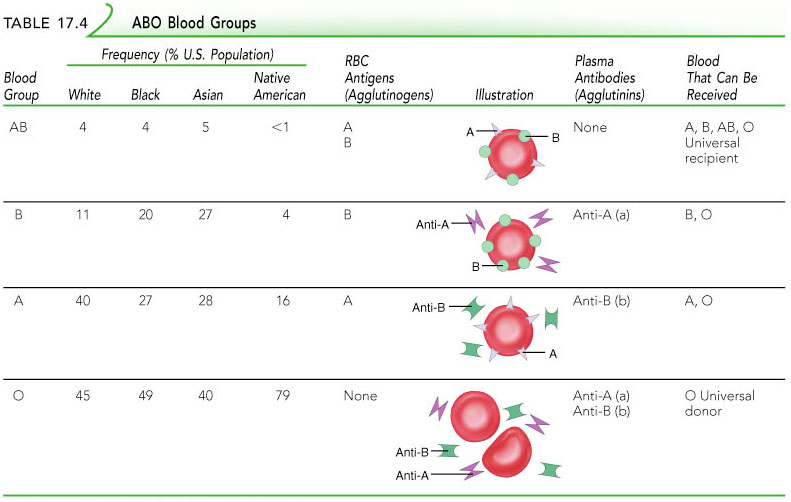 TABLE 17.4 ABO Blood Groups
Frequency (% U.S. Population)
Blood Group White Black Asian Native American RBC Antigens (Agglutinogens) Illustration Plasma Antibodies (Agglutinins) Blood That Can Be Received
AB 4 4 5 <1 A B None A, B, AB, O Universal recipient
A
B
B 11 20 27 4 B Anti-A (a) B, O
Anti-A
B
A 40 27 28 16 A Anti-B (b) A, O
Anti-B
A
O 45 49 40 79 None Anti-A (a) Anti-B (b) O Universal donor
Anti-B
Anti-A